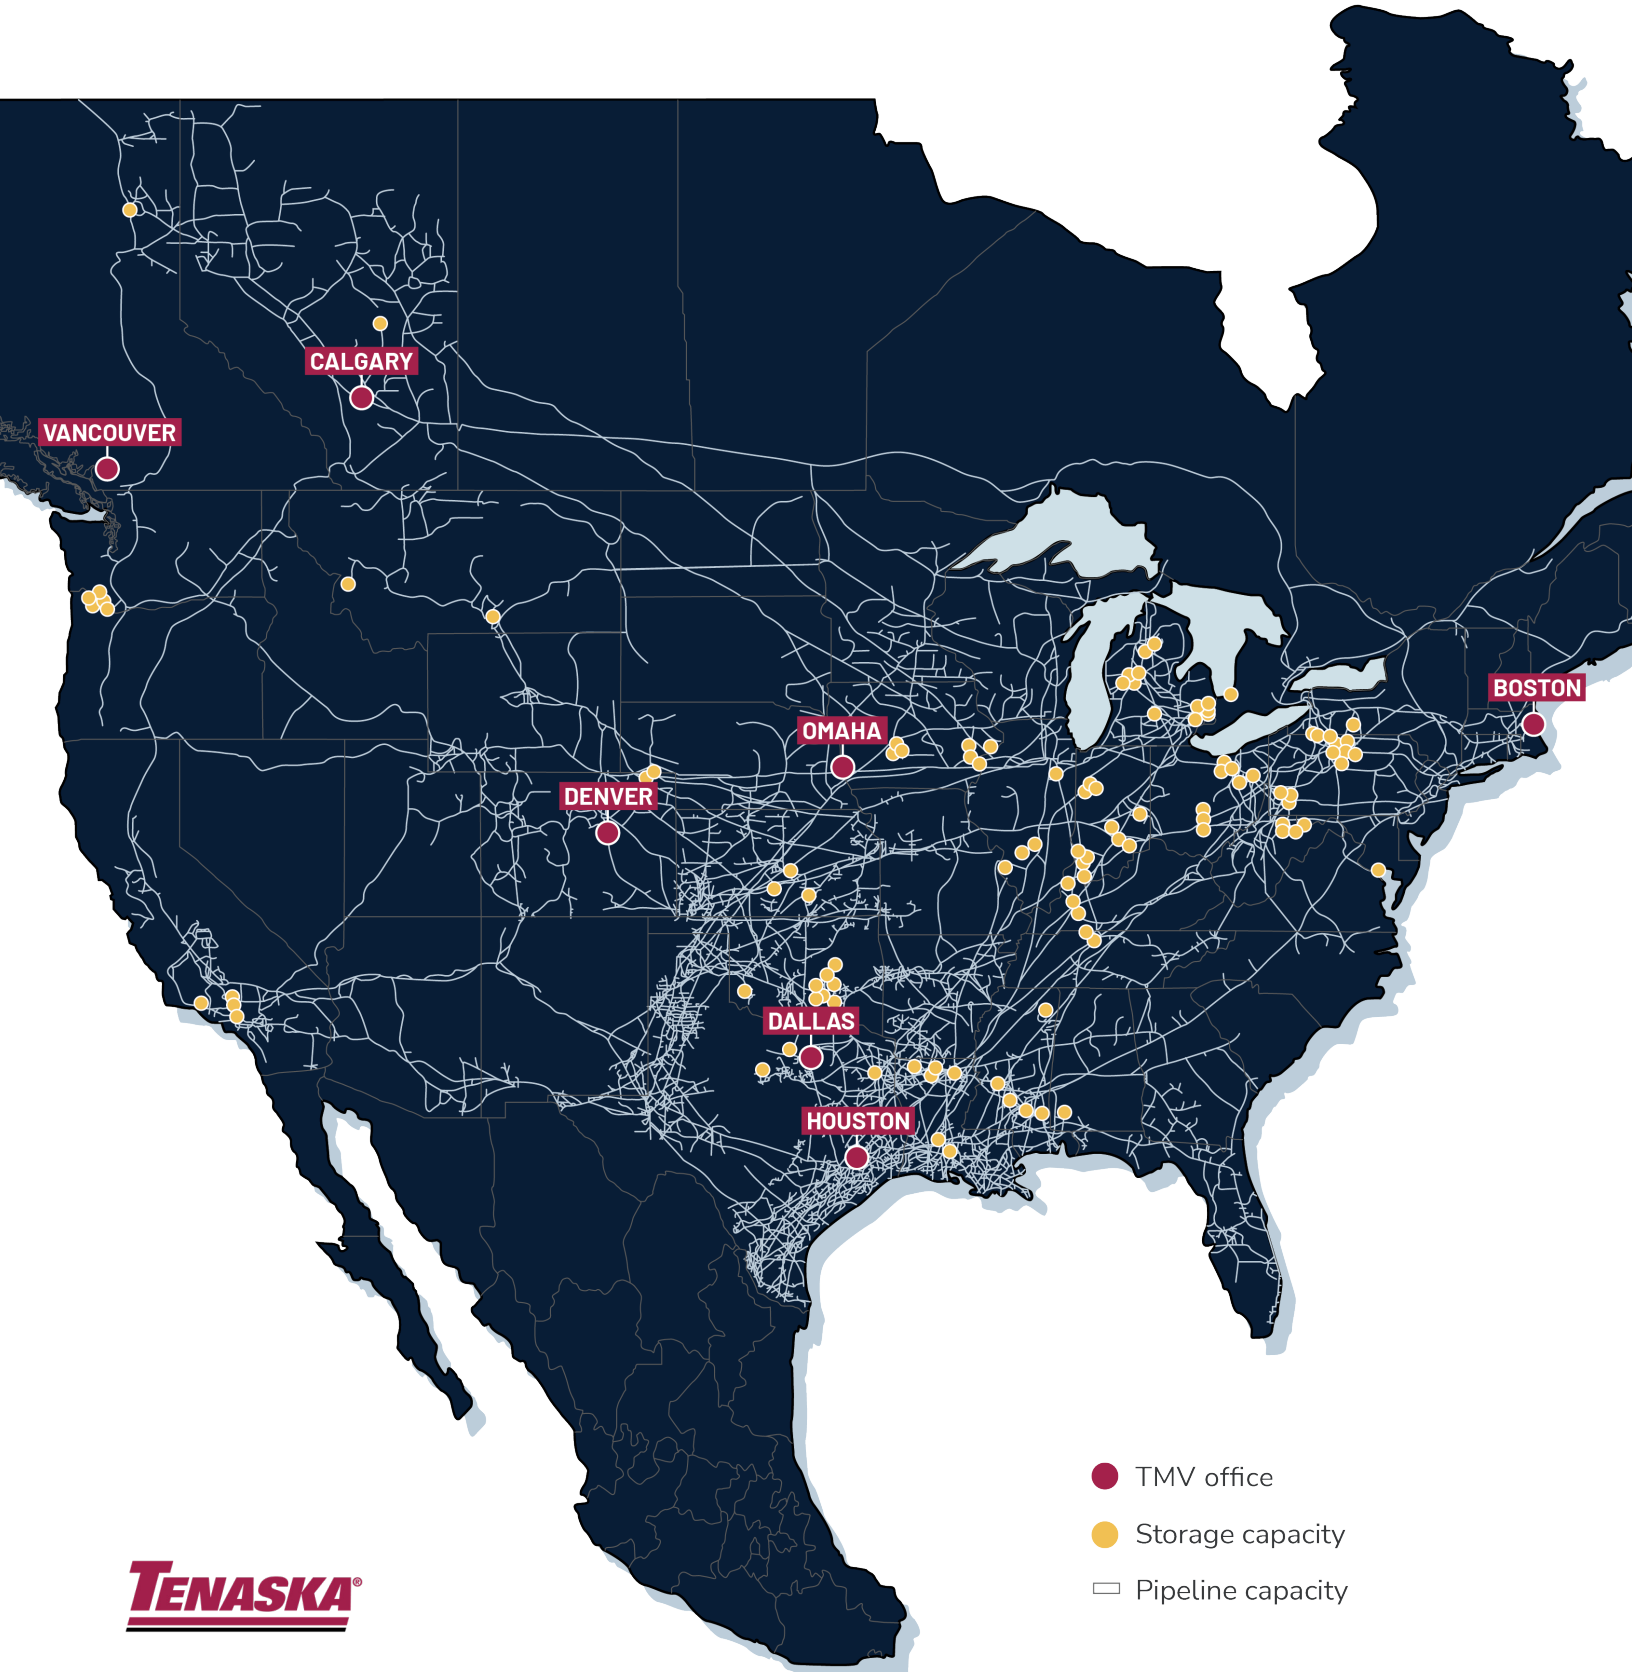 CALGARY
VANCOUVER
BOSTON
OMAHA
DENVER
DALLAS
HOUSTON
TMV office
Storage capacity
Pipeline capacity
TENASKA®